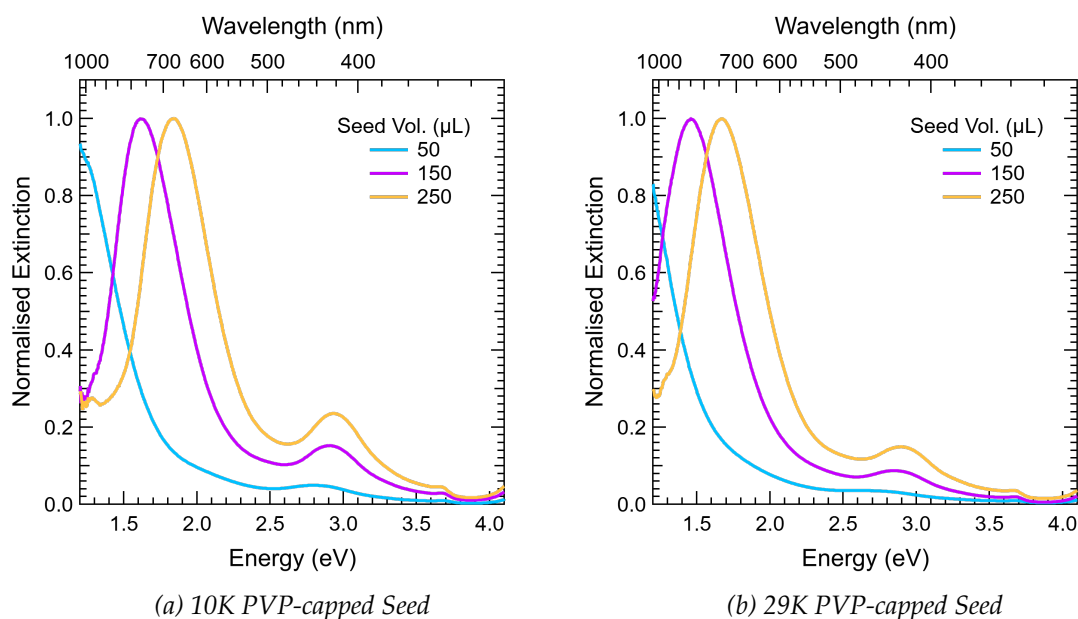 Wavelength (nm)
1000 700 600 500 400
Normalised Extinction
1.0
0.8
0.6
0.4
0.2
0.0
Seed Vol. (µL)
50
150
250
1.5 2.0 2.5 3.0 3.5 4.0
Energy (eV)
(a) 10K PVP-capped Seed
Wavelength (nm)
1000 700 600 500 400
Normalised Extinction
1.0
0.8
0.6
0.4
0.2
0.0
Seed Vol. (µL)
50
150
250
1.5 2.0 2.5 3.0 3.5 4.0
Energy (eV)
(b) 29K PVP-capped Seed